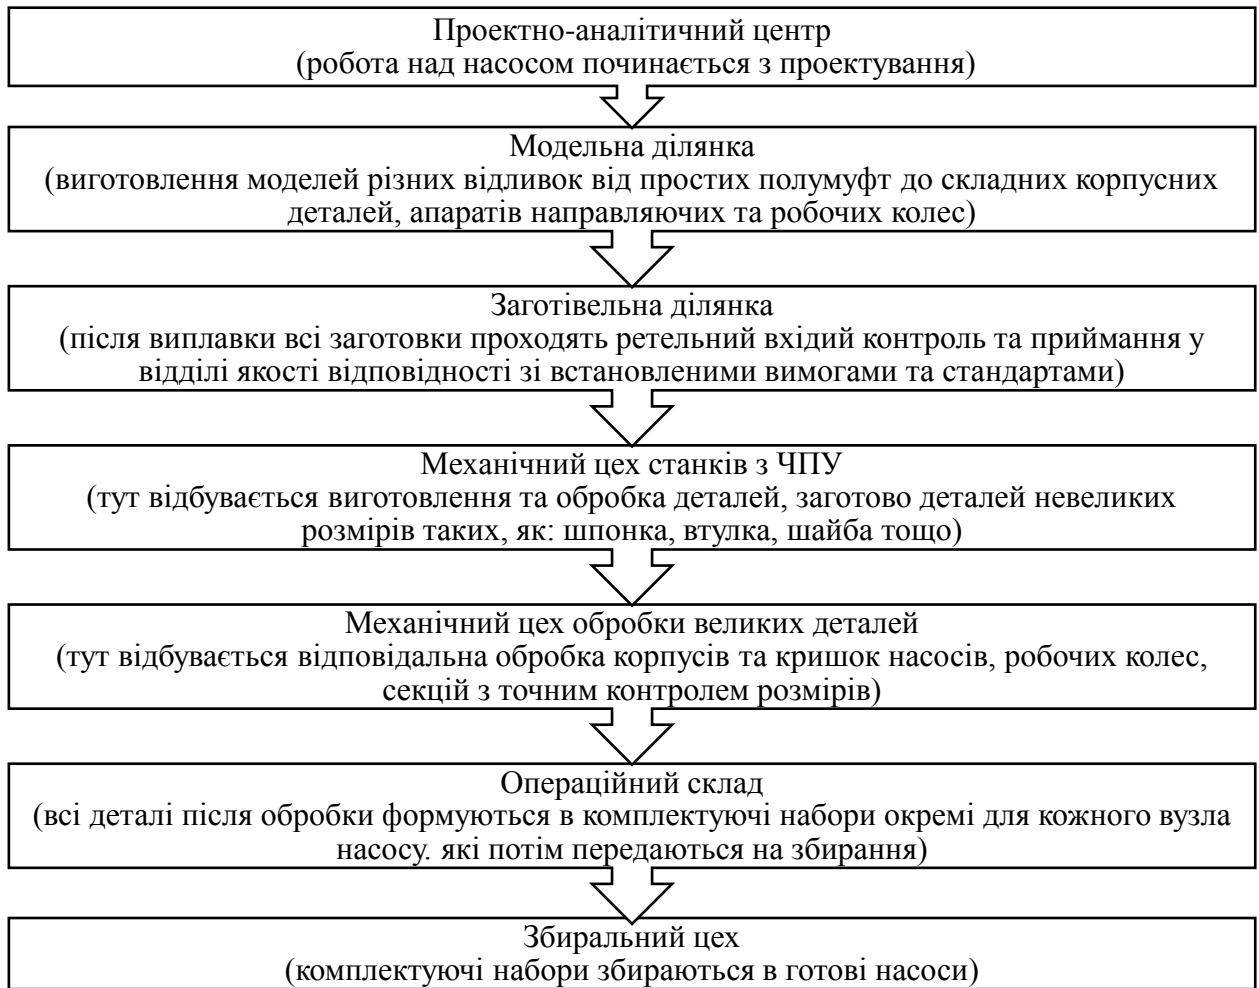 Проектно-аналітичний центр
(робота над насосом починається з проектування)
Модельна ділянка
(виготовлення моделей різних відливок від простих полумуфт до складних корпусних
деталей, апаратів направляючих та робочих колес)
Заготівельна ділянка
(після виплавки всі заготовки проходять ретельний вхідий контроль та приймання у
відділі якості відповідності зі встановленими вимогами та стандартами)
Механічний цех станків з ЧПУ
(тут відбувається виготовлення та обробка деталей, заготово деталей невеликих
розмірів таких, як: шпонка, втулка, шайба тощо)
Механічний цех обробки великих деталей
(тут відбувається відповідальна обробка корпусів та кришок насосів, робочих колес,
секцій з точним контролем розмірів)
Операційний склад
(всі деталі після обробки формуються в комплектуючі набори окремі для кожного вузла
насосу. які потім передаються на збирання)
Збиральний цех
(комплектуючі набори збираються в готові насоси)